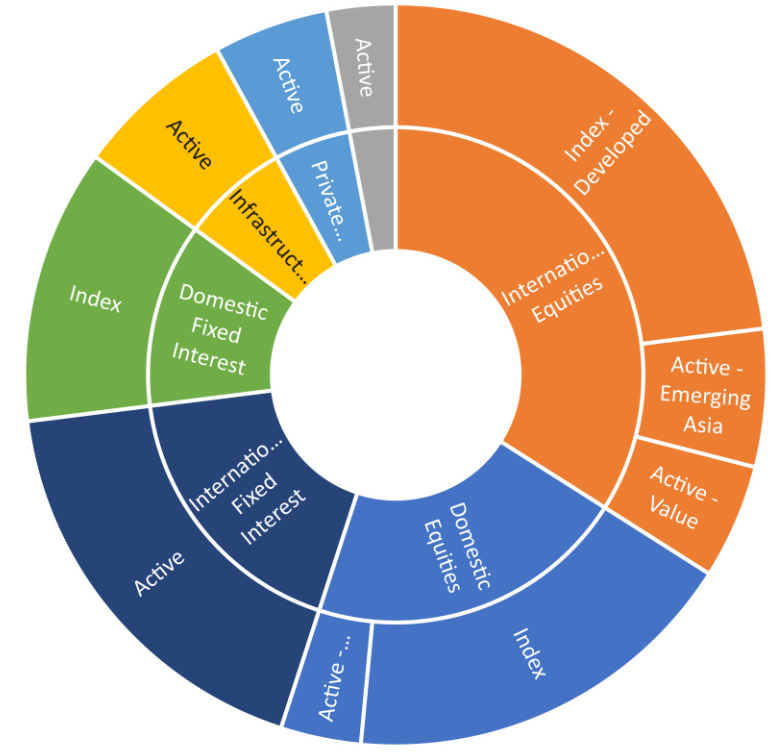 Active
Active
Index -
Developed
Active
Private...
Infrastruct...
Internatio...
Equities
Index
Domestic
Fixed
Interest
Active -
Emerging
Asia
Active -
Value
Internatio...
Fixed
Interest
Domestic
Equities
Active
Active -...
Index